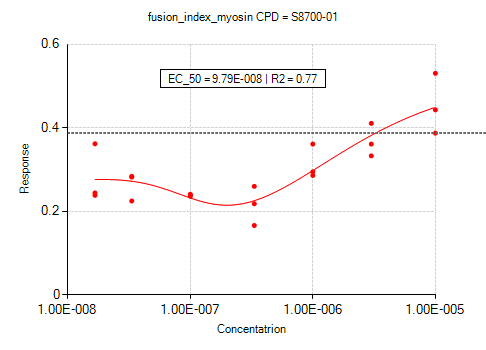 fusion_index_myosin CPD = S8700-01
0.6
EC_50 = 9.79E-008 | R2 = 0.77
0.4
Response
0.2
0
1.00E-008 1.00E-007 1.00E-006 1.00E-005
Concentatrion